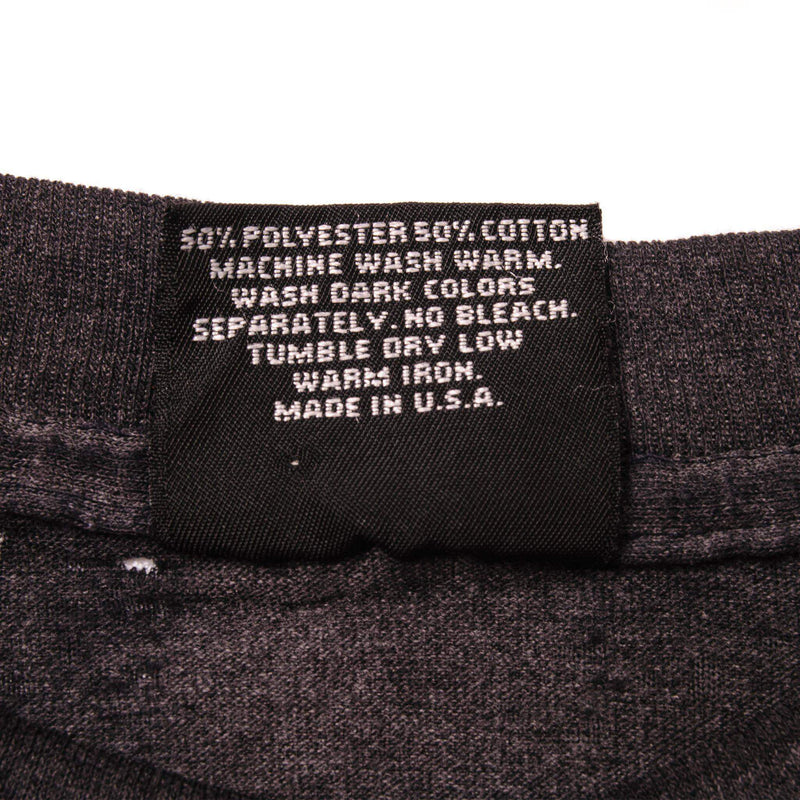 50% POLYESTER 50% COTTON
MACHINE WASH WARM.
WASH DARK COLORS
SEPARATELY. NO BLEACH.
TUMBLE DRY LOW
WARM IRON.
MADE IN U.S.A.